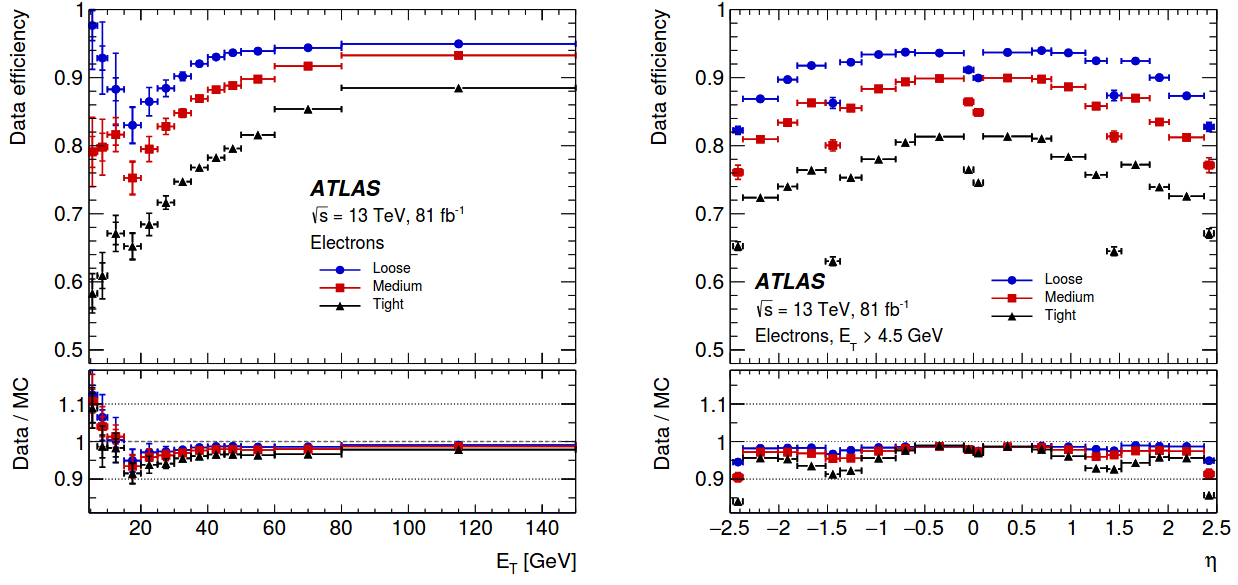 Data efficiency
1
0.9
0.8
0.7
0.6
0.5
ATLAS
√s = 13 TeV, 81 fb⁻¹
Electrons
Loose
Medium
Tight
Data / MC
1.1
1
0.9
20 40 60 80 100 120 140
E_T [GeV]
Data efficiency
1
0.9
0.8
0.7
0.6
0.5
ATLAS
√s = 13 TeV, 81 fb⁻¹
Electrons, E_T > 4.5 GeV
Loose
Medium
Tight
Data / MC
1.1
1
0.9
−2.5 −2 −1.5 −1 −0.5 0 0.5 1 1.5 2 2.5
η